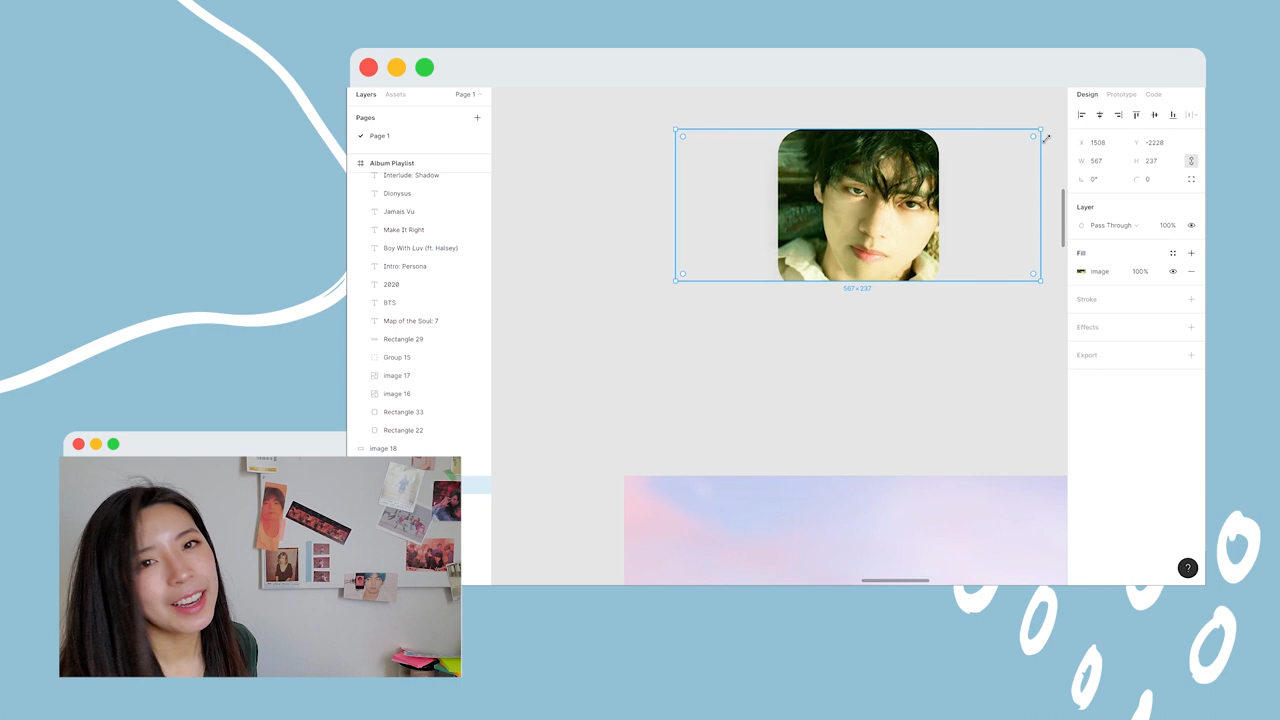 Layers Assets Page 1
Pages
Page 1
Album Playlist
Interlude: Shadow
Dionysus
Jamais Vu
Make It Right
Boy With Luv (ft. Halsey)
Intro: Persona
2020
BTS
Map of the Soul: 7
Rectangle 29
Group 15
image 17
image 16
Rectangle 33
Rectangle 22
image 18
567 × 237
Design Prototype Code
X 1508 Y -2228
W 567 H 237
0° 0
Layer
Pass Through 100%
Fill
Image 100%
Stroke
Effects
Export
?